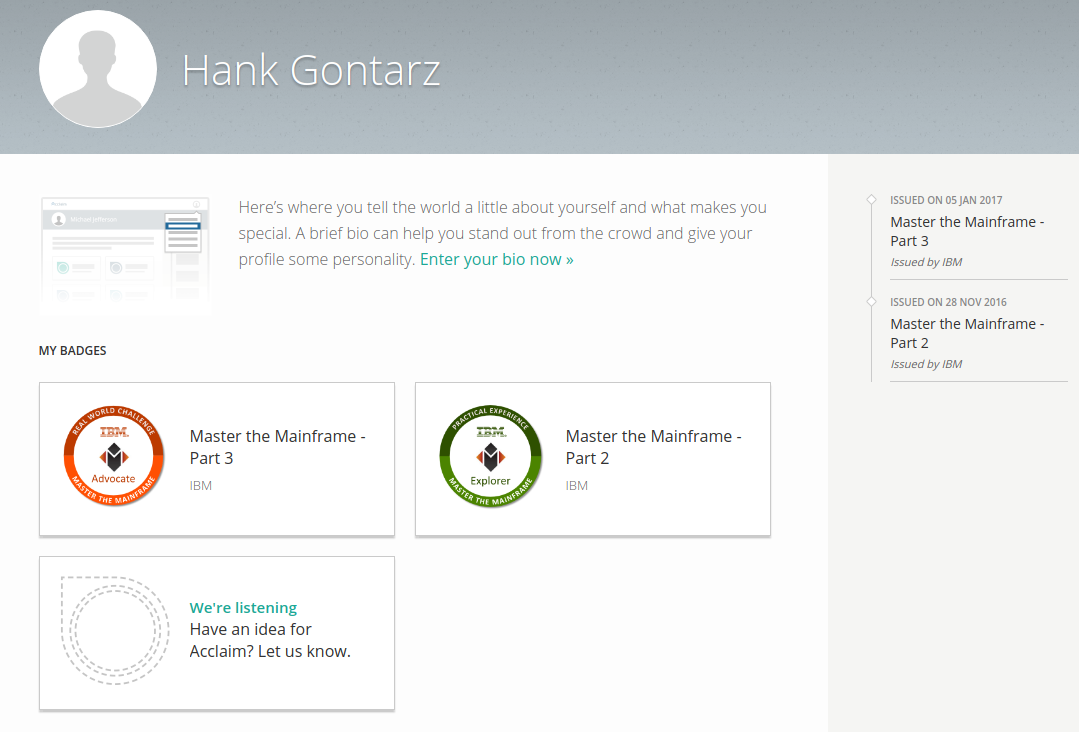 Hank Gontarz
Michael Jefferson
Here’s where you tell the world a little about yourself and what makes you
special. A brief bio can help you stand out from the crowd and give your
profile some personality. Enter your bio now »
MY BADGES
REAL WORLD CHALLENGE
IBM
Advocate
MASTER THE MAINFRAME
Master the Mainframe -
Part 3
IBM
PRACTICAL EXPERIENCE
IBM
Explorer
MASTER THE MAINFRAME
Master the Mainframe -
Part 2
IBM
We're listening
Have an idea for
Acclaim? Let us know.
ISSUED ON 05 JAN 2017
Master the Mainframe -
Part 3
Issued by IBM
ISSUED ON 28 NOV 2016
Master the Mainframe -
Part 2
Issued by IBM